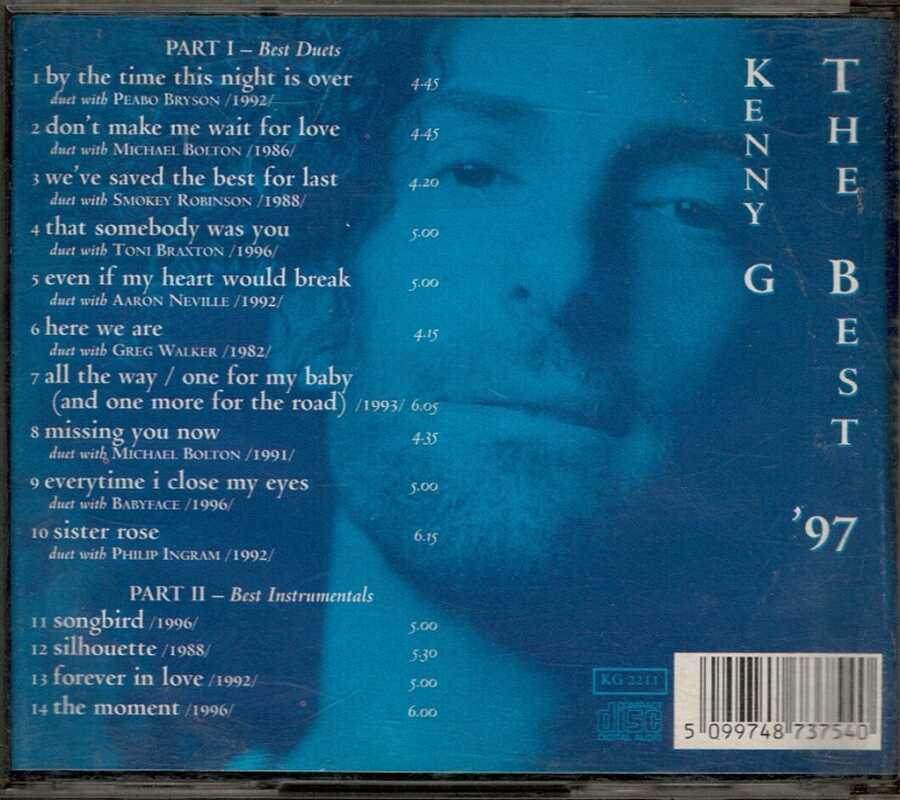 PART I – Best Duets
1 by the time this night is over 4.45
duet with PEABO BRYSON /1992/
2 don't make me wait for love 4.45
duet with MICHAEL BOLTON /1986/
3 we've saved the best for last 4.20
duet with SMOKEY ROBINSON /1988/
4 that somebody was you 5.00
duet with TONI BRAXTON /1996/
5 even if my heart would break 5.00
duet with AARON NEVILLE /1992/
6 here we are 4.15
duet with GREG WALKER /1982/
7 all the way / one for my baby
(and one more for the road) /1993/ 6.05
8 missing you now 4.35
duet with MICHAEL BOLTON /1991/
9 everytime i close my eyes 5.00
duet with BABYFACE /1996/
10 sister rose 6.15
duet with PHILIP INGRAM /1992/
PART II – Best Instrumentals
11 songbird /1996/ 5.00
12 silhouette /1988/ 5.30
13 forever in love /1992/ 5.00
14 the moment /1996/ 6.00
KENNY G
THE BEST '97
KG 2211
COMPACT
disc
DIGITAL AUDIO
5 099748 737540